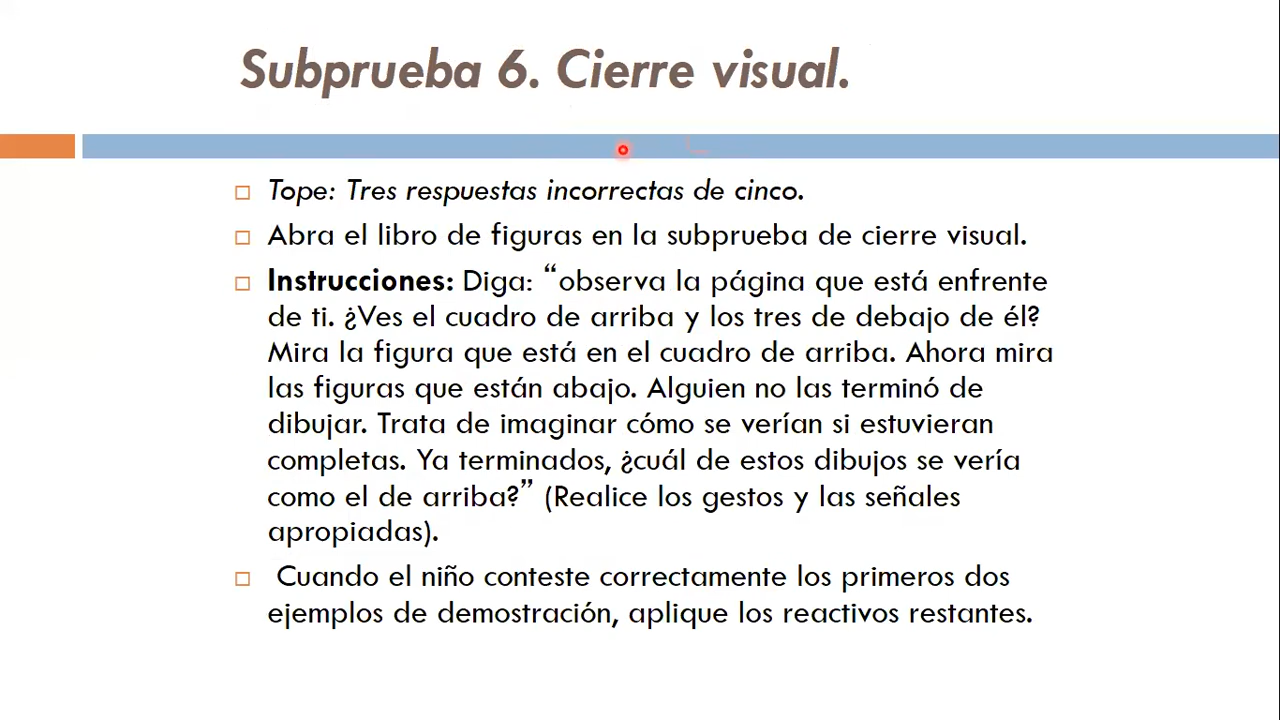 Subprueba 6. Cierre visual.
Tope: Tres respuestas incorrectas de cinco.
Abra el libro de figuras en la subprueba de cierre visual.
Instrucciones: Diga: “observa la página que está enfrente
de ti. ¿Ves el cuadro de arriba y los tres de debajo de él?
Mira la figura que está en el cuadro de arriba. Ahora mira
las figuras que están abajo. Alguien no las terminó de
dibujar. Trata de imaginar cómo se verían si estuvieran
completas. Ya terminados, ¿cuál de estos dibujos se vería
como el de arriba?” (Realice los gestos y las señales
apropiadas).
Cuando el niño conteste correctamente los primeros dos
ejemplos de demostración, aplique los reactivos restantes.